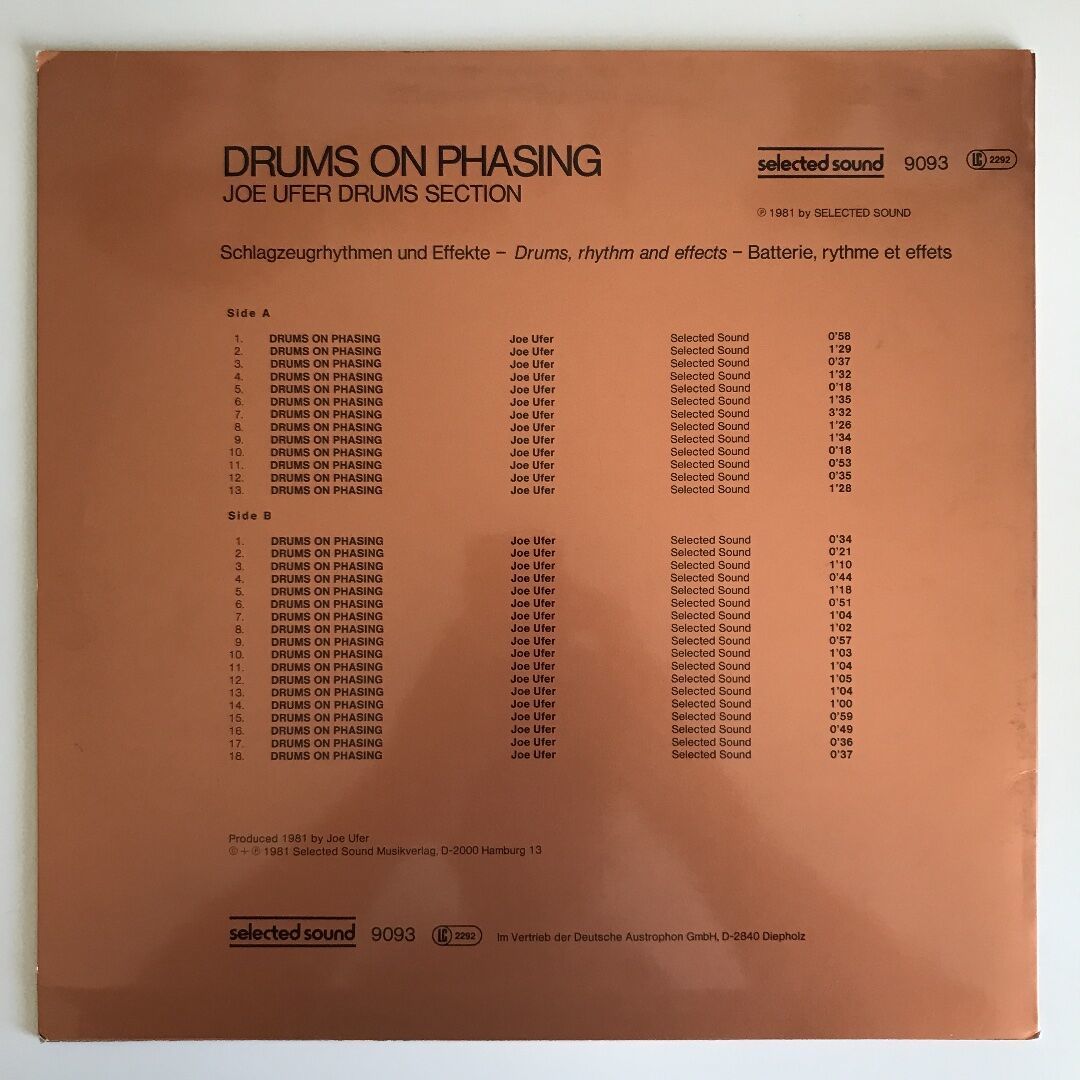 DRUMS ON PHASING
JOE UFER DRUMS SECTION
selected sound 9093 LC 2292
℗ 1981 by SELECTED SOUND
Schlagzeugrhythmen und Effekte – Drums, rhythm and effects – Batterie, rythme et effets
Side A
1. DRUMS ON PHASING Joe Ufer Selected Sound 0'58
2. DRUMS ON PHASING Joe Ufer Selected Sound 1'29
3. DRUMS ON PHASING Joe Ufer Selected Sound 0'37
4. DRUMS ON PHASING Joe Ufer Selected Sound 1'32
5. DRUMS ON PHASING Joe Ufer Selected Sound 0'18
6. DRUMS ON PHASING Joe Ufer Selected Sound 1'35
7. DRUMS ON PHASING Joe Ufer Selected Sound 3'32
8. DRUMS ON PHASING Joe Ufer Selected Sound 1'26
9. DRUMS ON PHASING Joe Ufer Selected Sound 1'34
10. DRUMS ON PHASING Joe Ufer Selected Sound 0'18
11. DRUMS ON PHASING Joe Ufer Selected Sound 0'53
12. DRUMS ON PHASING Joe Ufer Selected Sound 0'35
13. DRUMS ON PHASING Joe Ufer Selected Sound 1'28
Side B
1. DRUMS ON PHASING Joe Ufer Selected Sound 0'34
2. DRUMS ON PHASING Joe Ufer Selected Sound 0'21
3. DRUMS ON PHASING Joe Ufer Selected Sound 1'10
4. DRUMS ON PHASING Joe Ufer Selected Sound 0'44
5. DRUMS ON PHASING Joe Ufer Selected Sound 1'18
6. DRUMS ON PHASING Joe Ufer Selected Sound 0'51
7. DRUMS ON PHASING Joe Ufer Selected Sound 1'04
8. DRUMS ON PHASING Joe Ufer Selected Sound 1'02
9. DRUMS ON PHASING Joe Ufer Selected Sound 0'57
10. DRUMS ON PHASING Joe Ufer Selected Sound 1'03
11. DRUMS ON PHASING Joe Ufer Selected Sound 1'04
12. DRUMS ON PHASING Joe Ufer Selected Sound 1'05
13. DRUMS ON PHASING Joe Ufer Selected Sound 1'04
14. DRUMS ON PHASING Joe Ufer Selected Sound 1'00
15. DRUMS ON PHASING Joe Ufer Selected Sound 0'59
16. DRUMS ON PHASING Joe Ufer Selected Sound 0'49
17. DRUMS ON PHASING Joe Ufer Selected Sound 0'36
18. DRUMS ON PHASING Joe Ufer Selected Sound 0'37
Produced 1981 by Joe Ufer
© + ℗ 1981 Selected Sound Musikverlag, D-2000 Hamburg 13
selected sound 9093 LC 2292 Im Vertrieb der Deutsche Austrophon GmbH, D-2840 Diepholz